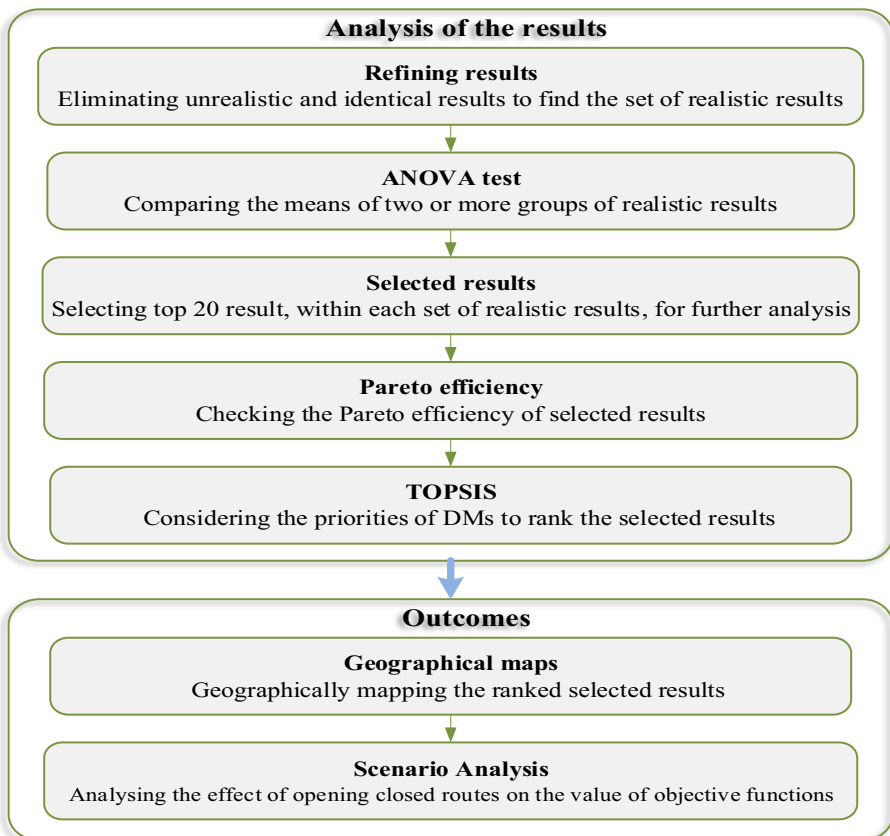 Analysis of the results
Refining results
Eliminating unrealistic and identical results to find the set of realistic results
ANOVA test
Comparing the means of two or more groups of realistic results
Selected results
Selecting top 20 result, within each set of realistic results, for further analysis
Pareto efficiency
Checking the Pareto efficiency of selected results
TOPSIS
Considering the priorities of DMs to rank the selected results
Outcomes
Geographical maps
Geographically mapping the ranked selected results
Scenario Analysis
Analysing the effect of opening closed routes on the value of objective functions